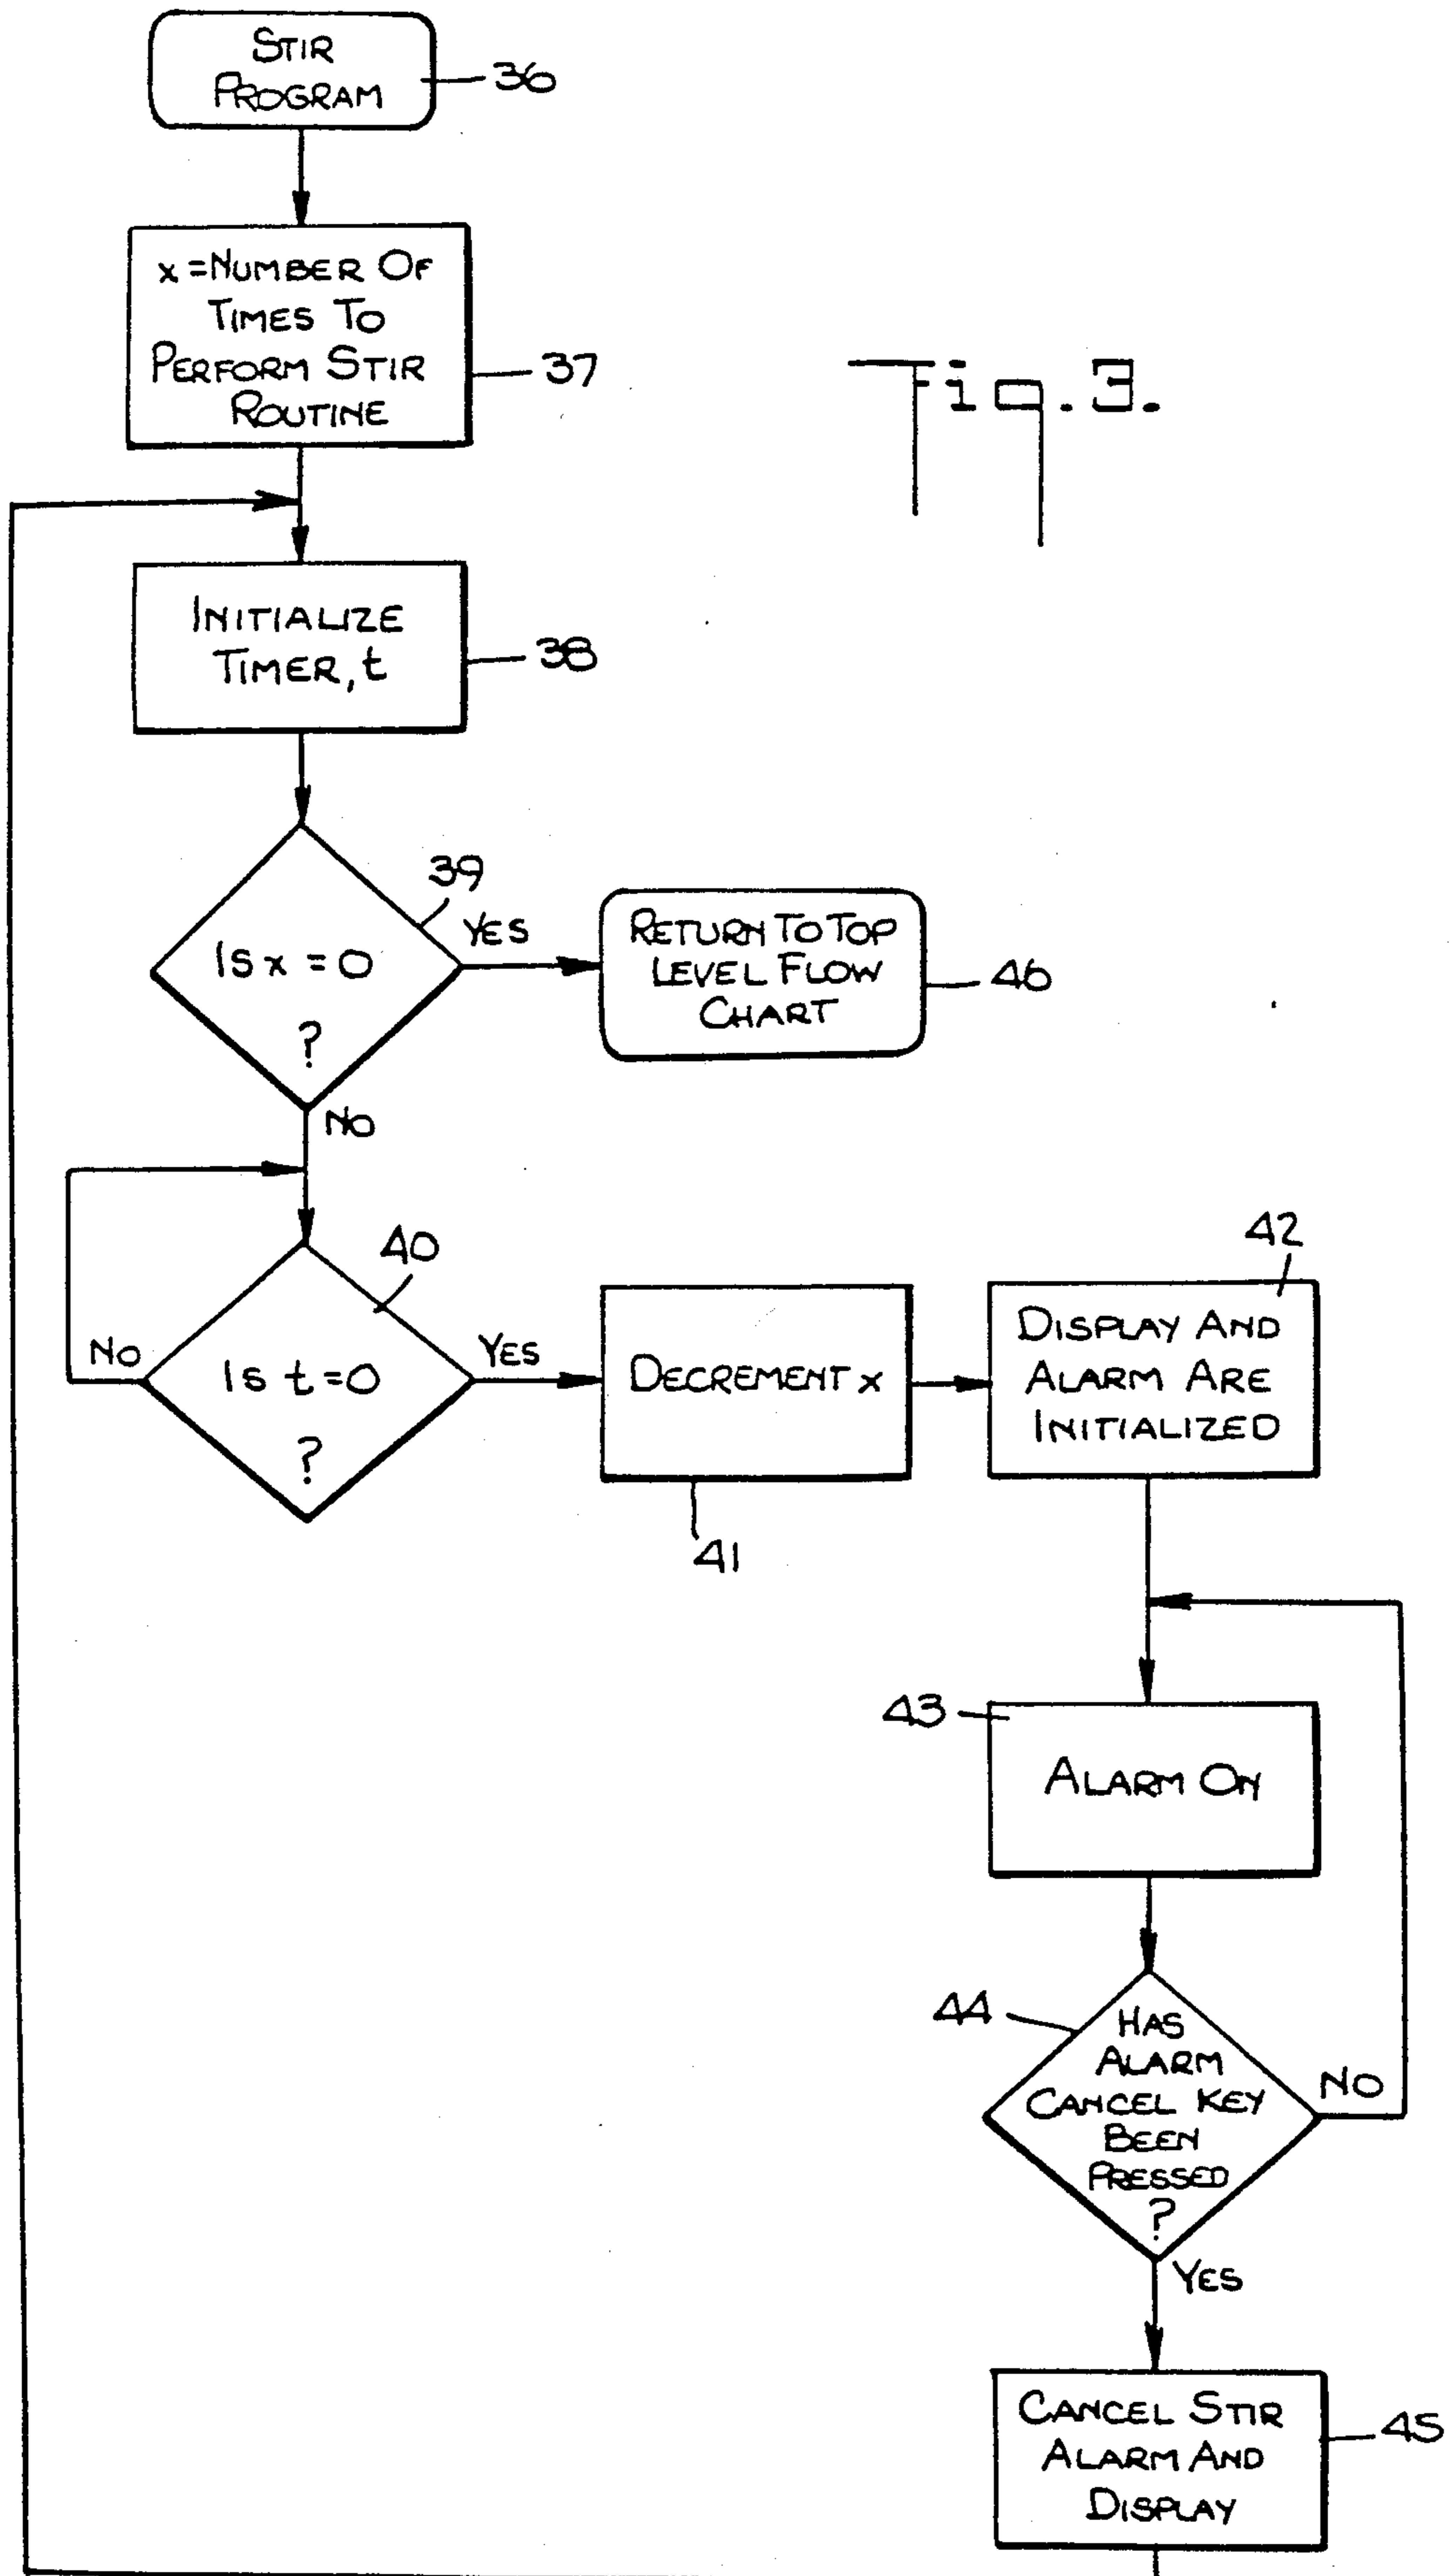 STIR
PROGRAM
36
x = NUMBER OF
TIMES TO
PERFORM STIR
ROUTINE
37
Fig. 3.
INITIALIZE
TIMER, t
38
39
IS x = 0
?
YES
RETURN TO TOP
LEVEL FLOW
CHART
46
NO
40
NO
IS t = 0
?
YES
DECREMENT x
41
42
DISPLAY AND
ALARM ARE
INITIALIZED
43
ALARM ON
44
HAS
ALARM
CANCEL KEY
BEEN
PRESSED
?
NO
YES
CANCEL STIR
ALARM AND
DISPLAY
45